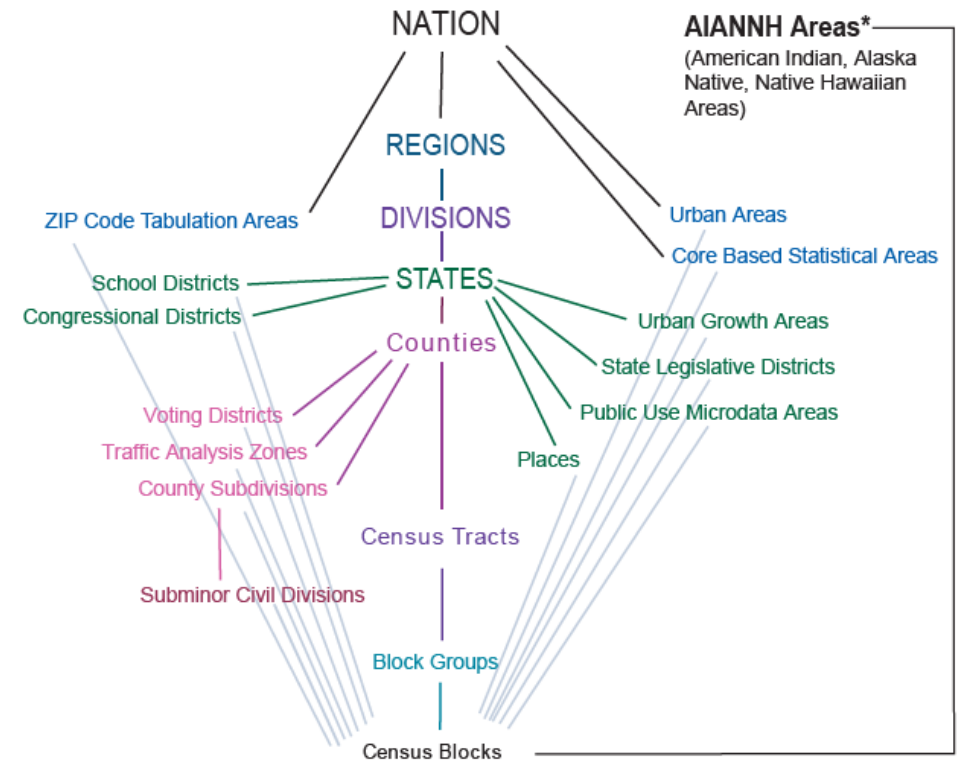 NATION
AIANNH Areas*
(American Indian, Alaska
Native, Native Hawaiian
Areas)
REGIONS
ZIP Code Tabulation Areas
DIVISIONS
Urban Areas
Core Based Statistical Areas
School Districts
STATES
Congressional Districts
Urban Growth Areas
Counties
State Legislative Districts
Voting Districts
Public Use Microdata Areas
Traffic Analysis Zones
Places
County Subdivisions
Census Tracts
Subminor Civil Divisions
Block Groups
Census Blocks